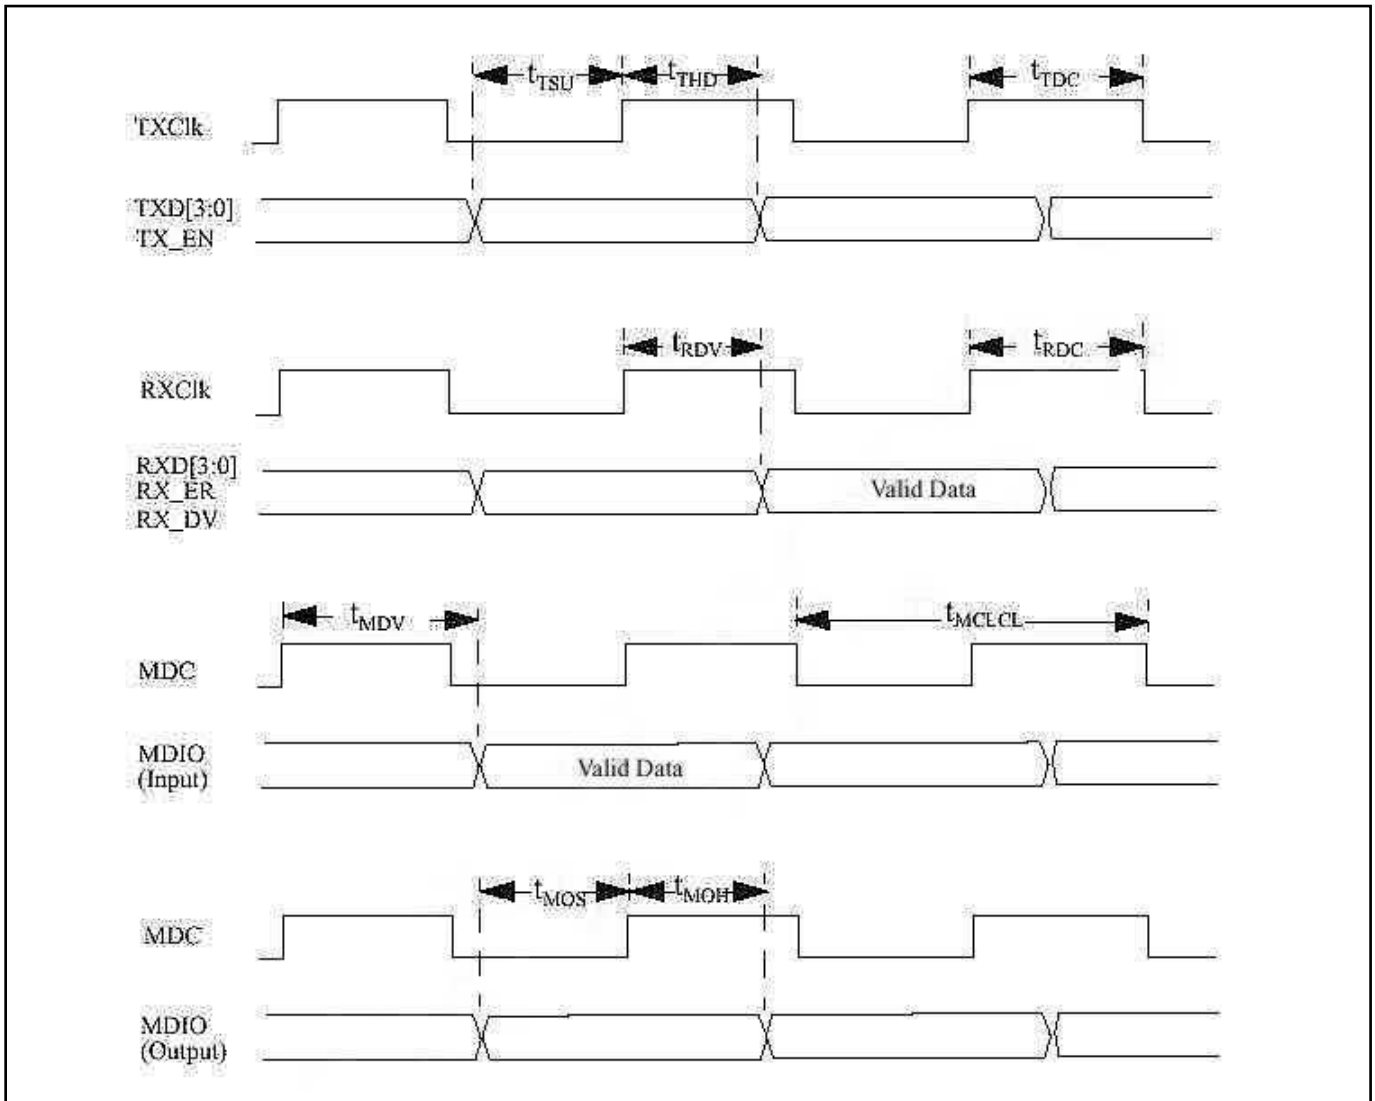 tTSU tTHD tTDC
TXClk
TXD[3:0]
TX_EN
tRDV tRDC
RXClk
RXD[3:0]
RX_ER
RX_DV
Valid Data
tMDV tMCLCL
MDC
MDIO
(Input)
Valid Data
tMOS tMOH
MDC
MDIO
(Output)